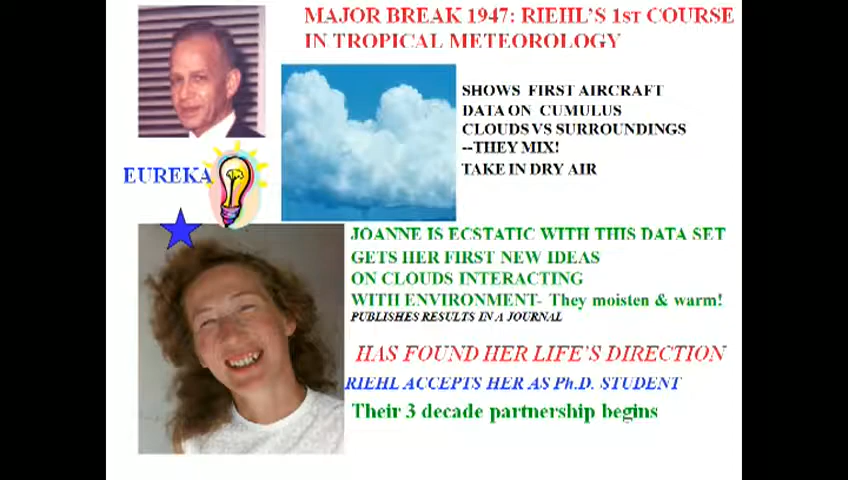 MAJOR BREAK 1947: RIEHL'S 1ST COURSE
IN TROPICAL METEOROLOGY
SHOWS FIRST AIRCRAFT
DATA ON CUMULUS
CLOUDS VS SURROUNDINGS
--THEY MIX!
TAKE IN DRY AIR
EUREKA
JOANNE IS ECSTATIC WITH THIS DATA SET
GETS HER FIRST NEW IDEAS
ON CLOUDS INTERACTING
WITH ENVIRONMENT- They moisten & warm!
PUBLISHES RESULTS IN A JOURNAL
HAS FOUND HER LIFE'S DIRECTION
RIEHL ACCEPTS HER AS Ph.D. STUDENT
Their 3 decade partnership begins